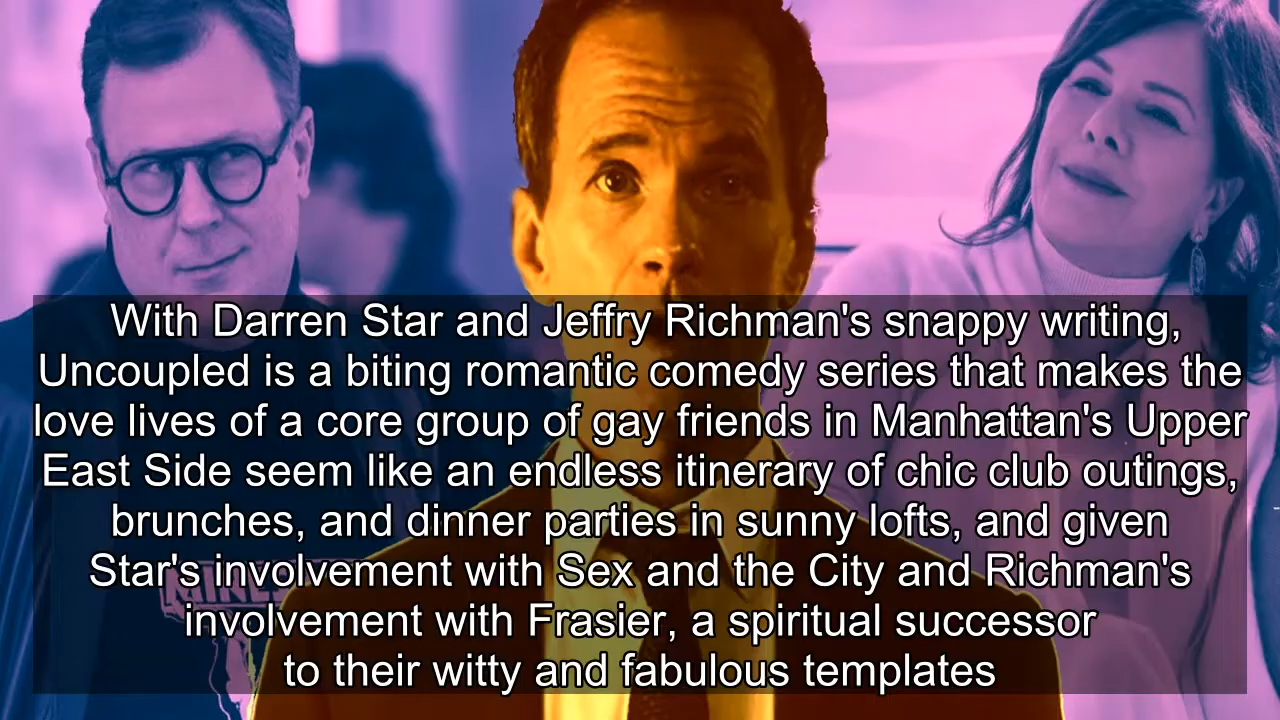 With Darren Star and Jeffry Richman's snappy writing,
Uncoupled is a biting romantic comedy series that makes the
love lives of a core group of gay friends in Manhattan's Upper
East Side seem like an endless itinerary of chic club outings,
brunches, and dinner parties in sunny lofts, and given
Star's involvement with Sex and the City and Richman's
involvement with Frasier, a spiritual successor
to their witty and fabulous templates